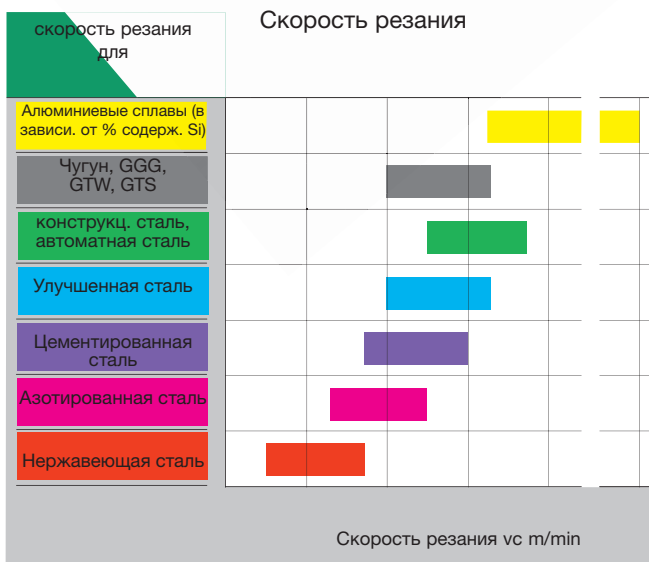 скорость резания
для
Скорость резания
Алюминиевые сплавы (в
зависи. от % содерж. Si)
Чугун, GGG,
GTW, GTS
конструкц. сталь,
автоматная сталь
Улучшенная сталь
Цементированная
сталь
Азотированная сталь
Нержавеющая сталь
Скорость резания vc m/min